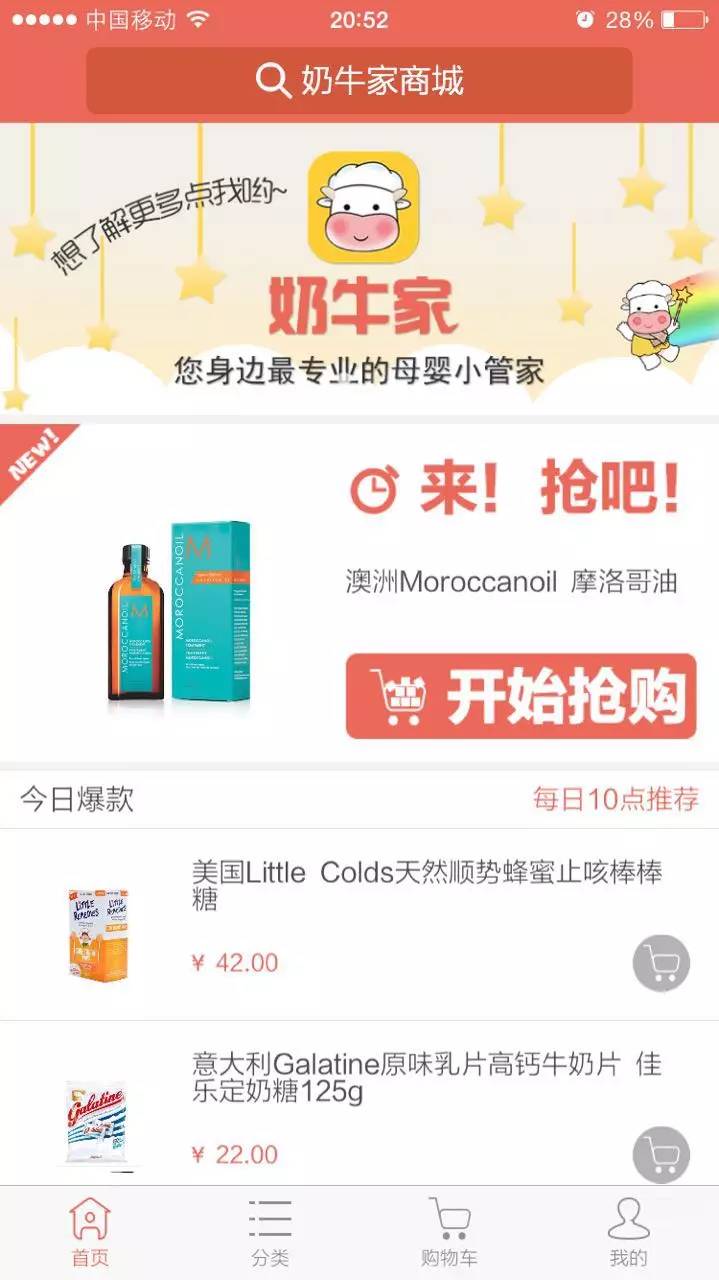 中国移动
20:52
28%
奶牛家商城
想了解更多点我哟~
奶牛家
您身边最专业的母婴小管家
NEW!
来！抢吧！
澳洲Moroccanoil 摩洛哥油
MOROCCANOIL
M
MOROCCANOIL
M
开始抢购
今日爆款
每日10点推荐
美国Little Colds天然顺势蜂蜜止咳棒棒
糖
LiTTLE
REMEDIES
¥ 42.00
意大利Galatine原味乳片高钙牛奶片 佳
乐定奶糖125g
Galatine
¥ 22.00
首页
分类
购物车
我的